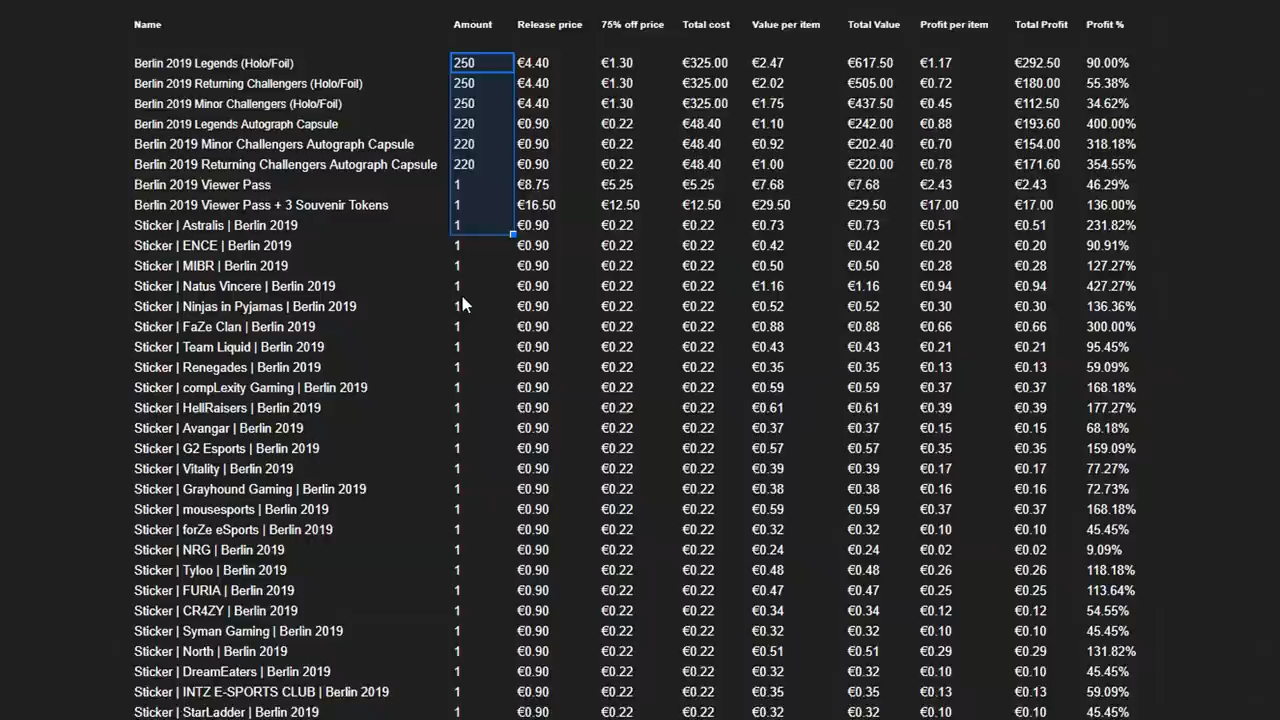 Name Amount Release price 75% off price Total cost Value per item Total Value Profit per item Total Profit Profit %
Berlin 2019 Legends (Holo/Foil) 250 €4.40 €1.30 €325.00 €2.47 €617.50 €1.17 €292.50 90.00%
Berlin 2019 Returning Challengers (Holo/Foil) 250 €4.40 €1.30 €325.00 €2.02 €505.00 €0.72 €180.00 55.38%
Berlin 2019 Minor Challengers (Holo/Foil) 250 €4.40 €1.30 €325.00 €1.75 €437.50 €0.45 €112.50 34.62%
Berlin 2019 Legends Autograph Capsule 220 €0.90 €0.22 €48.40 €1.10 €242.00 €0.88 €193.60 400.00%
Berlin 2019 Minor Challengers Autograph Capsule 220 €0.90 €0.22 €48.40 €0.92 €202.40 €0.70 €154.00 318.18%
Berlin 2019 Returning Challengers Autograph Capsule 220 €0.90 €0.22 €48.40 €1.00 €220.00 €0.78 €171.60 354.55%
Berlin 2019 Viewer Pass 1 €8.75 €5.25 €5.25 €7.68 €7.68 €2.43 €2.43 46.29%
Berlin 2019 Viewer Pass + 3 Souvenir Tokens 1 €16.50 €12.50 €12.50 €29.50 €29.50 €17.00 €17.00 136.00%
Sticker | Astralis | Berlin 2019 1 €0.90 €0.22 €0.22 €0.73 €0.73 €0.51 €0.51 231.82%
Sticker | ENCE | Berlin 2019 1 €0.90 €0.22 €0.22 €0.42 €0.42 €0.20 €0.20 90.91%
Sticker | MIBR | Berlin 2019 1 €0.90 €0.22 €0.22 €0.50 €0.50 €0.28 €0.28 127.27%
Sticker | Natus Vincere | Berlin 2019 1 €0.90 €0.22 €0.22 €1.16 €1.16 €0.94 €0.94 427.27%
Sticker | Ninjas in Pyjamas | Berlin 2019 1 €0.90 €0.22 €0.22 €0.52 €0.52 €0.30 €0.30 136.36%
Sticker | FaZe Clan | Berlin 2019 1 €0.90 €0.22 €0.22 €0.88 €0.88 €0.66 €0.66 300.00%
Sticker | Team Liquid | Berlin 2019 1 €0.90 €0.22 €0.22 €0.43 €0.43 €0.21 €0.21 95.45%
Sticker | Renegades | Berlin 2019 1 €0.90 €0.22 €0.22 €0.35 €0.35 €0.13 €0.13 59.09%
Sticker | compLexity Gaming | Berlin 2019 1 €0.90 €0.22 €0.22 €0.59 €0.59 €0.37 €0.37 168.18%
Sticker | HellRaisers | Berlin 2019 1 €0.90 €0.22 €0.22 €0.61 €0.61 €0.39 €0.39 177.27%
Sticker | Avangar | Berlin 2019 1 €0.90 €0.22 €0.22 €0.37 €0.37 €0.15 €0.15 68.18%
Sticker | G2 Esports | Berlin 2019 1 €0.90 €0.22 €0.22 €0.57 €0.57 €0.35 €0.35 159.09%
Sticker | Vitality | Berlin 2019 1 €0.90 €0.22 €0.22 €0.39 €0.39 €0.17 €0.17 77.27%
Sticker | Grayhound Gaming | Berlin 2019 1 €0.90 €0.22 €0.22 €0.38 €0.38 €0.16 €0.16 72.73%
Sticker | mousesports | Berlin 2019 1 €0.90 €0.22 €0.22 €0.59 €0.59 €0.37 €0.37 168.18%
Sticker | forZe eSports | Berlin 2019 1 €0.90 €0.22 €0.22 €0.32 €0.32 €0.10 €0.10 45.45%
Sticker | NRG | Berlin 2019 1 €0.90 €0.22 €0.22 €0.24 €0.24 €0.02 €0.02 9.09%
Sticker | Tyloo | Berlin 2019 1 €0.90 €0.22 €0.22 €0.48 €0.48 €0.26 €0.26 118.18%
Sticker | FURIA | Berlin 2019 1 €0.90 €0.22 €0.22 €0.47 €0.47 €0.25 €0.25 113.64%
Sticker | CR4ZY | Berlin 2019 1 €0.90 €0.22 €0.22 €0.34 €0.34 €0.12 €0.12 54.55%
Sticker | Syman Gaming | Berlin 2019 1 €0.90 €0.22 €0.22 €0.32 €0.32 €0.10 €0.10 45.45%
Sticker | North | Berlin 2019 1 €0.90 €0.22 €0.22 €0.51 €0.51 €0.29 €0.29 131.82%
Sticker | DreamEaters | Berlin 2019 1 €0.90 €0.22 €0.22 €0.32 €0.32 €0.10 €0.10 45.45%
Sticker | INTZ E-SPORTS CLUB | Berlin 2019 1 €0.90 €0.22 €0.22 €0.35 €0.35 €0.13 €0.13 59.09%
Sticker | StarLadder | Berlin 2019 1 €0.90 €0.22 €0.22 €0.32 €0.32 €0.10 €0.10 45.45%